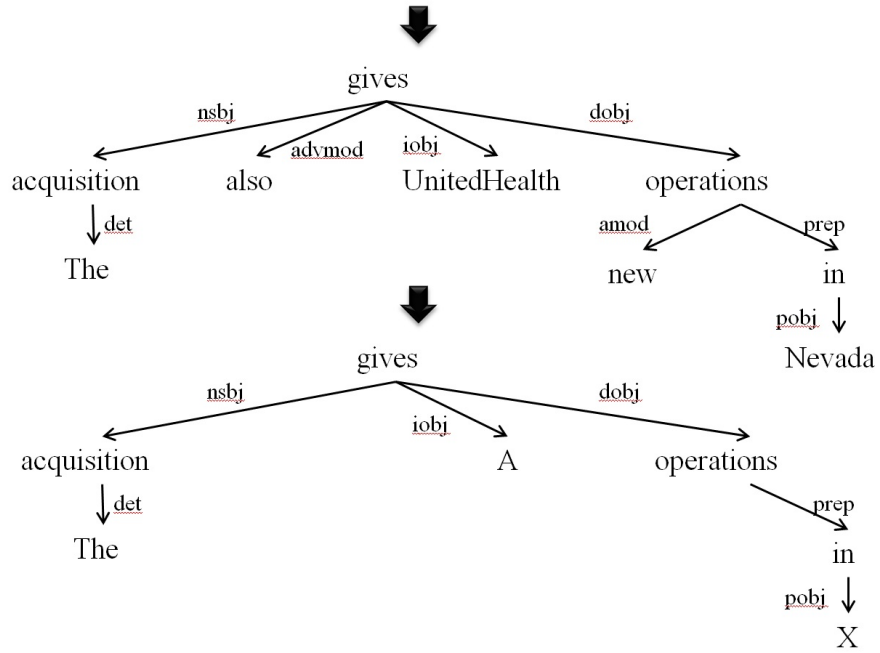 gives
nsbj
dobj
advmod
iobj
acquisition also UnitedHealth operations
det
amod
prep
The
new
in
pobj
Nevada
gives
nsbj
dobj
iobj
acquisition A operations
det
prep
The
in
pobj
X